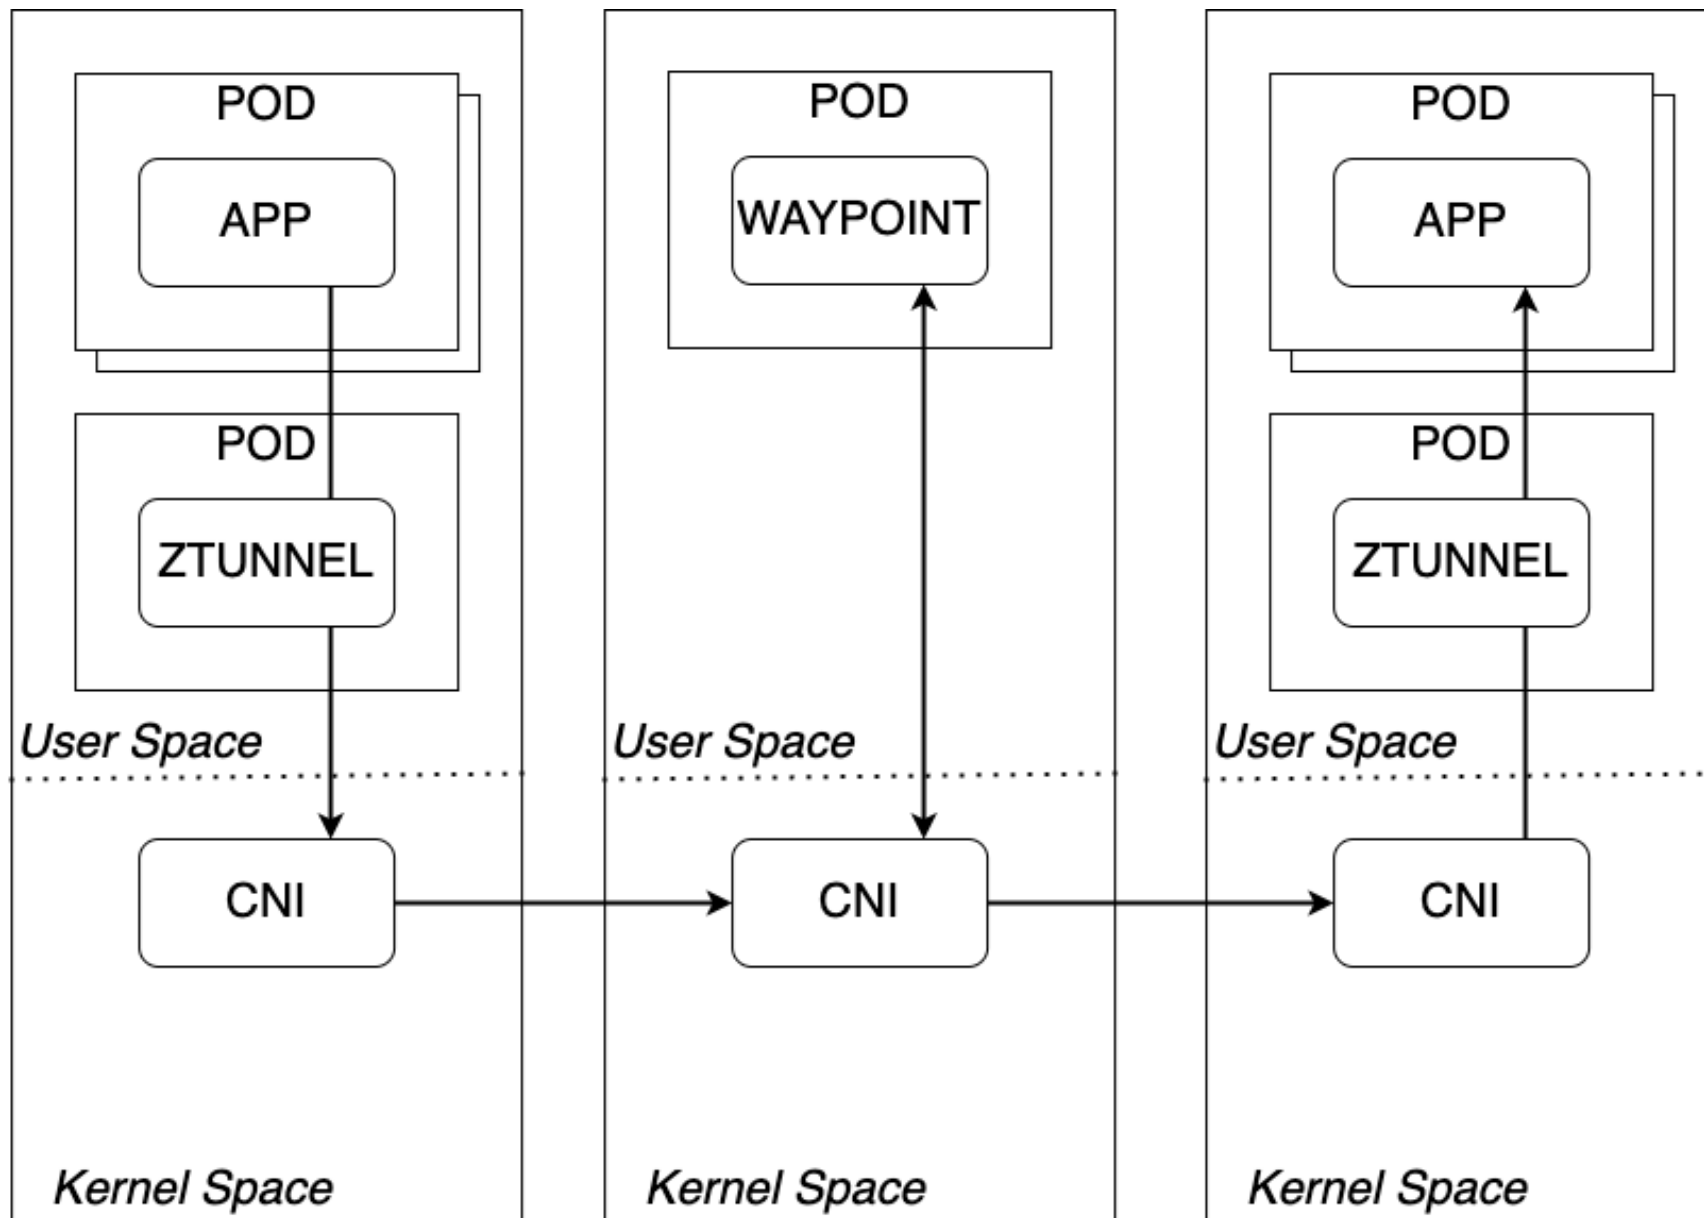 POD
APP
POD
ZTUNNEL
User Space
CNI
Kernel Space
POD
WAYPOINT
User Space
CNI
Kernel Space
POD
APP
POD
ZTUNNEL
User Space
CNI
Kernel Space